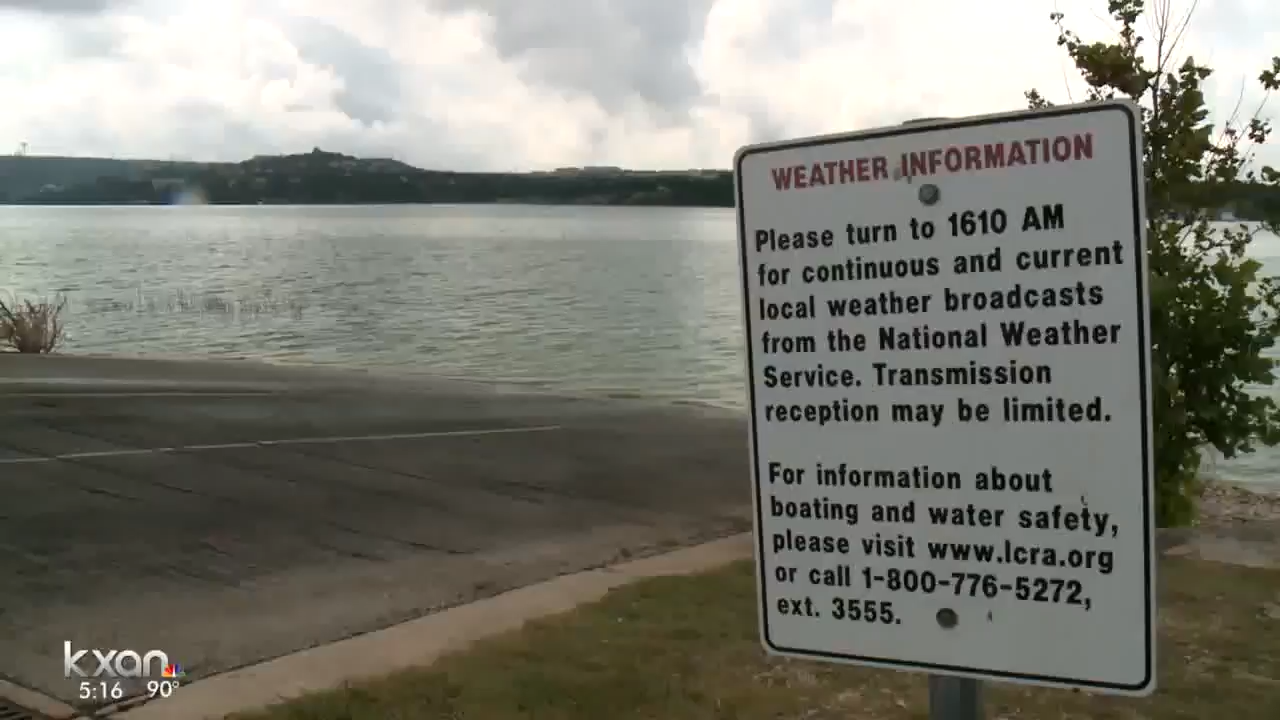 WEATHER INFORMATION
Please turn to 1610 AM
for continuous and current
local weather broadcasts
from the National Weather
Service. Transmission
reception may be limited.
For information about
boating and water safety,
please visit www.lcra.org
or call 1-800-776-5272,
ext. 3555.
kxan
5:16 90°